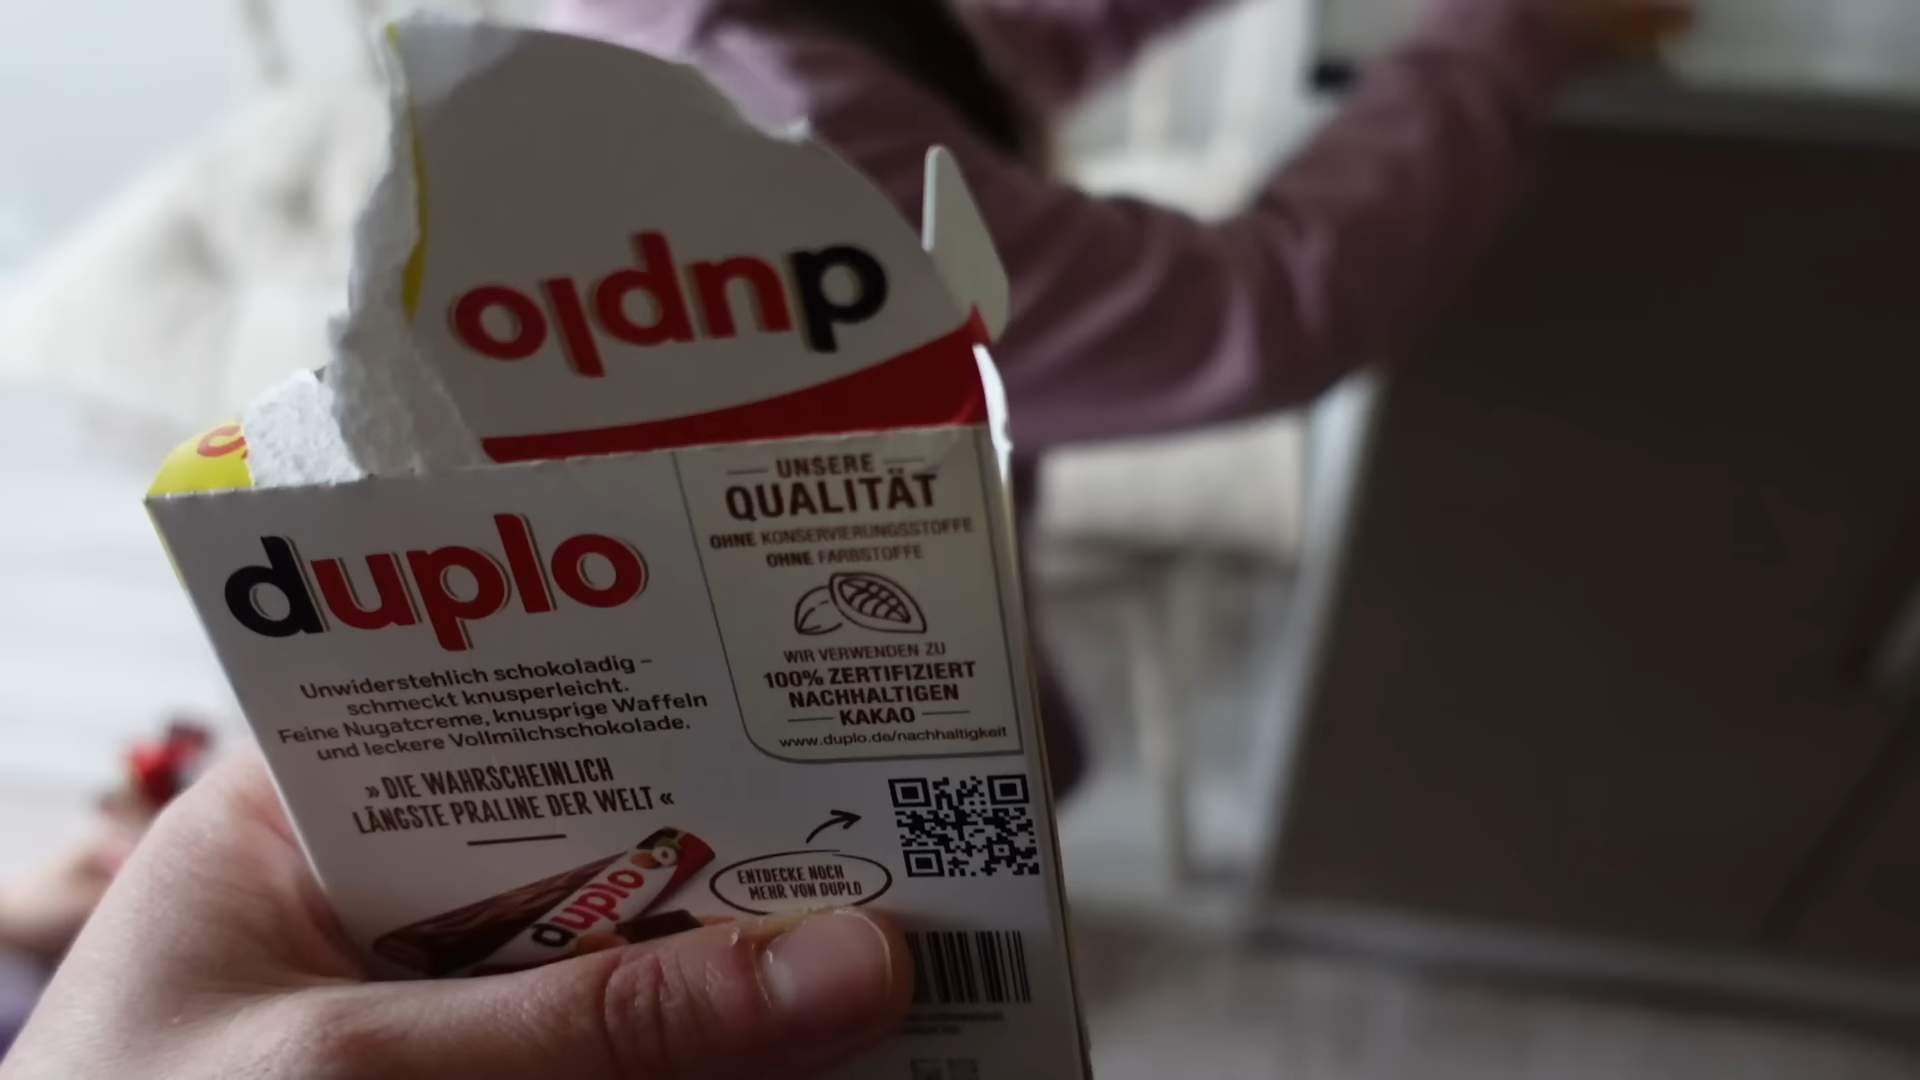 duplo
duplo
Unwiderstehlich schokoladig –
schmeckt knusperleicht.
Feine Nugatcreme, knusprige Waffeln
und leckere Vollmilchschokolade.
» DIE WAHRSCHEINLICH
LÄNGSTE PRALINE DER WELT «
duplo
UNSERE
QUALITÄT
OHNE KONSERVIERUNGSSTOFFE
OHNE FARBSTOFFE
WIR VERWENDEN ZU
100% ZERTIFIZIERT
NACHHALTIGEN
KAKAO
www.duplo.de/nachhaltigkeit
ENTDECKE NOCH
MEHR VON DUPLO